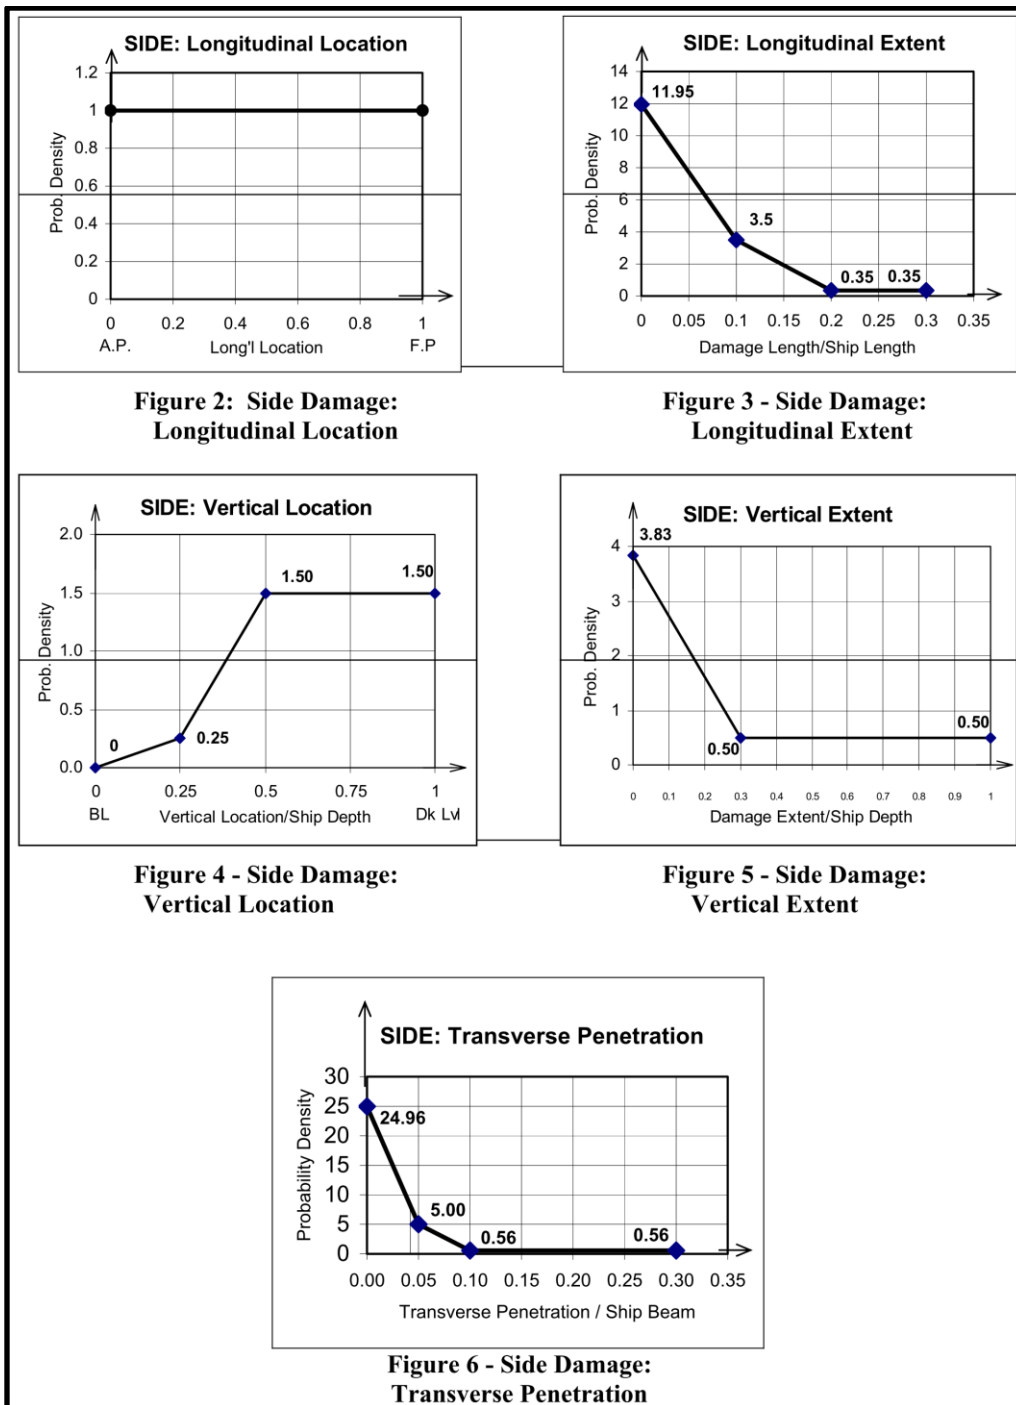 SIDE: Longitudinal Location
Prob. Density
1.2
1
0.8
0.6
0.4
0.2
0
0 0.2 0.4 0.6 0.8 1
A.P. Long'l Location F.P
Figure 2: Side Damage:
Longitudinal Location
SIDE: Longitudinal Extent
Prob. Density
14
12
10
8
6
4
2
0
11.95
3.5
0.35 0.35
0 0.05 0.1 0.15 0.2 0.25 0.3 0.35
Damage Length/Ship Length
Figure 3 - Side Damage:
Longitudinal Extent
SIDE: Vertical Location
Prob. Density
2.0
1.5
1.0
0.5
0.0
1.50 1.50
0 0.25
0 0.25 0.5 0.75 1
BL Vertical Location/Ship Depth Dk Lvl
Figure 4 - Side Damage:
Vertical Location
SIDE: Vertical Extent
Prob. Density
4
3
2
1
0
3.83
0.50 0.50
0 0.1 0.2 0.3 0.4 0.5 0.6 0.7 0.8 0.9 1
Damage Extent/Ship Depth
Figure 5 - Side Damage:
Vertical Extent
SIDE: Transverse Penetration
Probability Density
30
25
20
15
10
5
0
24.96
5.00
0.56 0.56
0.00 0.05 0.10 0.15 0.20 0.25 0.30 0.35
Transverse Penetration / Ship Beam
Figure 6 - Side Damage:
Transverse Penetration